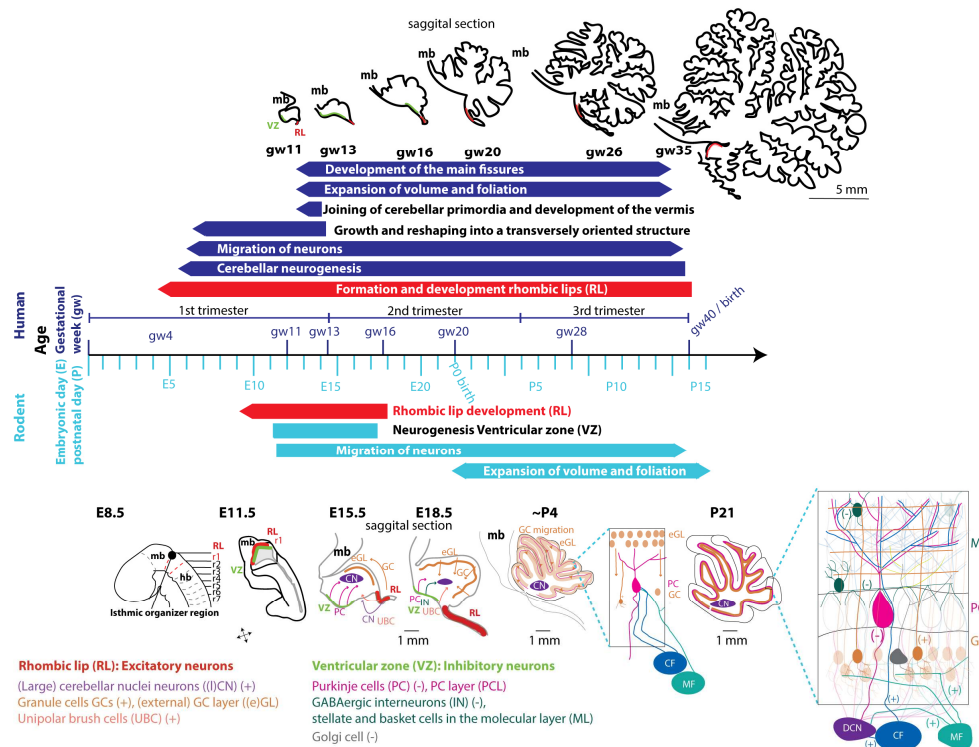 saggital section
mb
mb
mb
mb
mb
mb
VZ
RL
gw11
gw13
gw16
gw20
gw26
gw35
5 mm
Development of the main fissures
Expansion of volume and foliation
Joining of cerebellar primordia and development of the vermis
Growth and reshaping into a transversely oriented structure
Migration of neurons
Cerebellar neurogenesis
Formation and development rhombic lips (RL)
Human
Age
Gestational
week (gw)
1st trimester
2nd trimester
3rd trimester
gw40 / birth
gw4
gw11
gw13
gw16
gw20
gw28
Rodent
Embryonic day (E)
postnatal day (P)
E5
E10
E15
E20
P0 birth
P5
P10
P15
Rhombic lip development (RL)
Neurogenesis Ventricular zone (VZ)
Migration of neurons
Expansion of volume and foliation
E8.5
E11.5
E15.5
E18.5
~P4
P21
saggital section
mb
hb
RL
r1
r2
r3
r4
r5
r6
r7
Isthmic organizer region
RL
r1
mb
VZ
mb
eGL
CN
GC
RL
VZ
PC
CN
UBC
1 mm
eGL
GC
PC
IN
VZ
UBC
RL
mb
GC migration
eGL
CN
1 mm
eGL
PC
GC
CF
MF
CN
1 mm
(-)
(-)
(-)
(+)
(+)
(+)
(+)
(+)
M
P
G
DCN
CF
MF
Rhombic lip (RL): Excitatory neurons
(Large) cerebellar nuclei neurons ((l)CN) (+)
Granule cells GCs (+), (external) GC layer ((e)GL)
Unipolar brush cells (UBC) (+)
Ventricular zone (VZ): Inhibitory neurons
Purkinje cells (PC) (-), PC layer (PCL)
GABAergic interneurons (IN) (-),
stellate and basket cells in the molecular layer (ML)
Golgi cell (-)